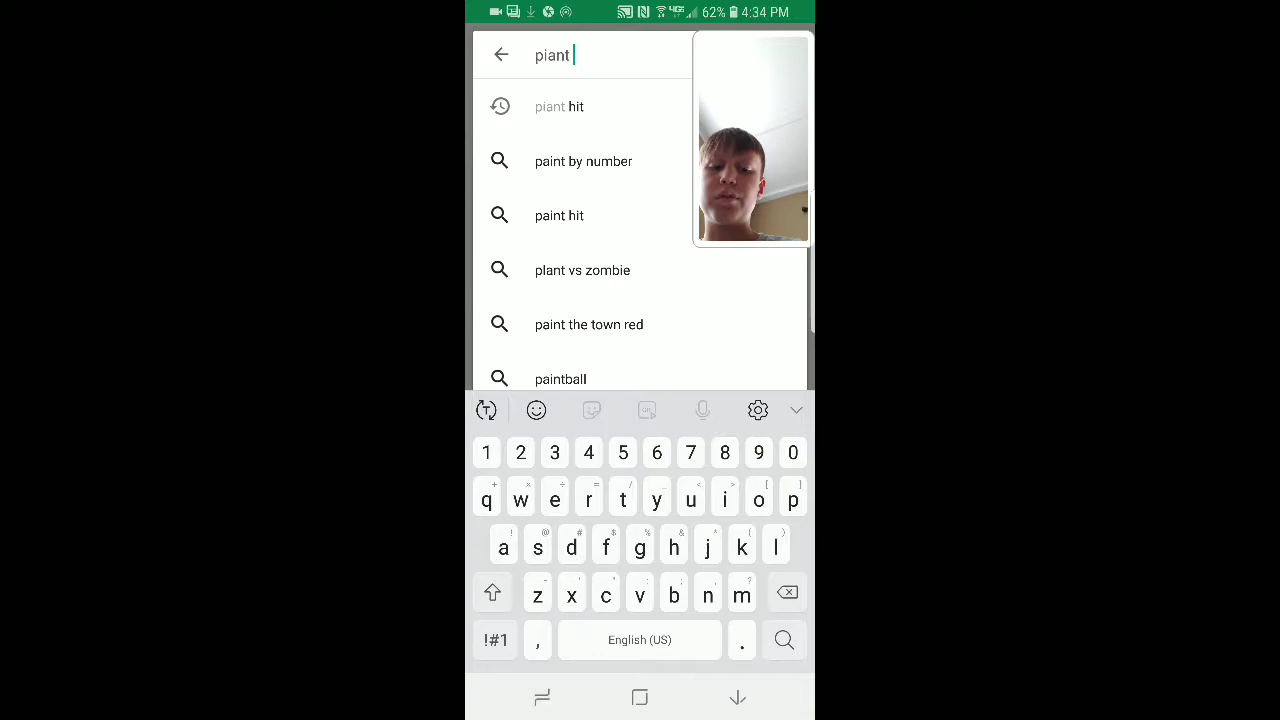 62% 4:34 PM
piant
piant hit
paint by number
paint hit
plant vs zombie
paint the town red
paintball
1 2 3 4 5 6 7 8 9 0
q w e r t y u i o p
a s d f g h j k l
z x c v b n m
!#1 , English (US) .